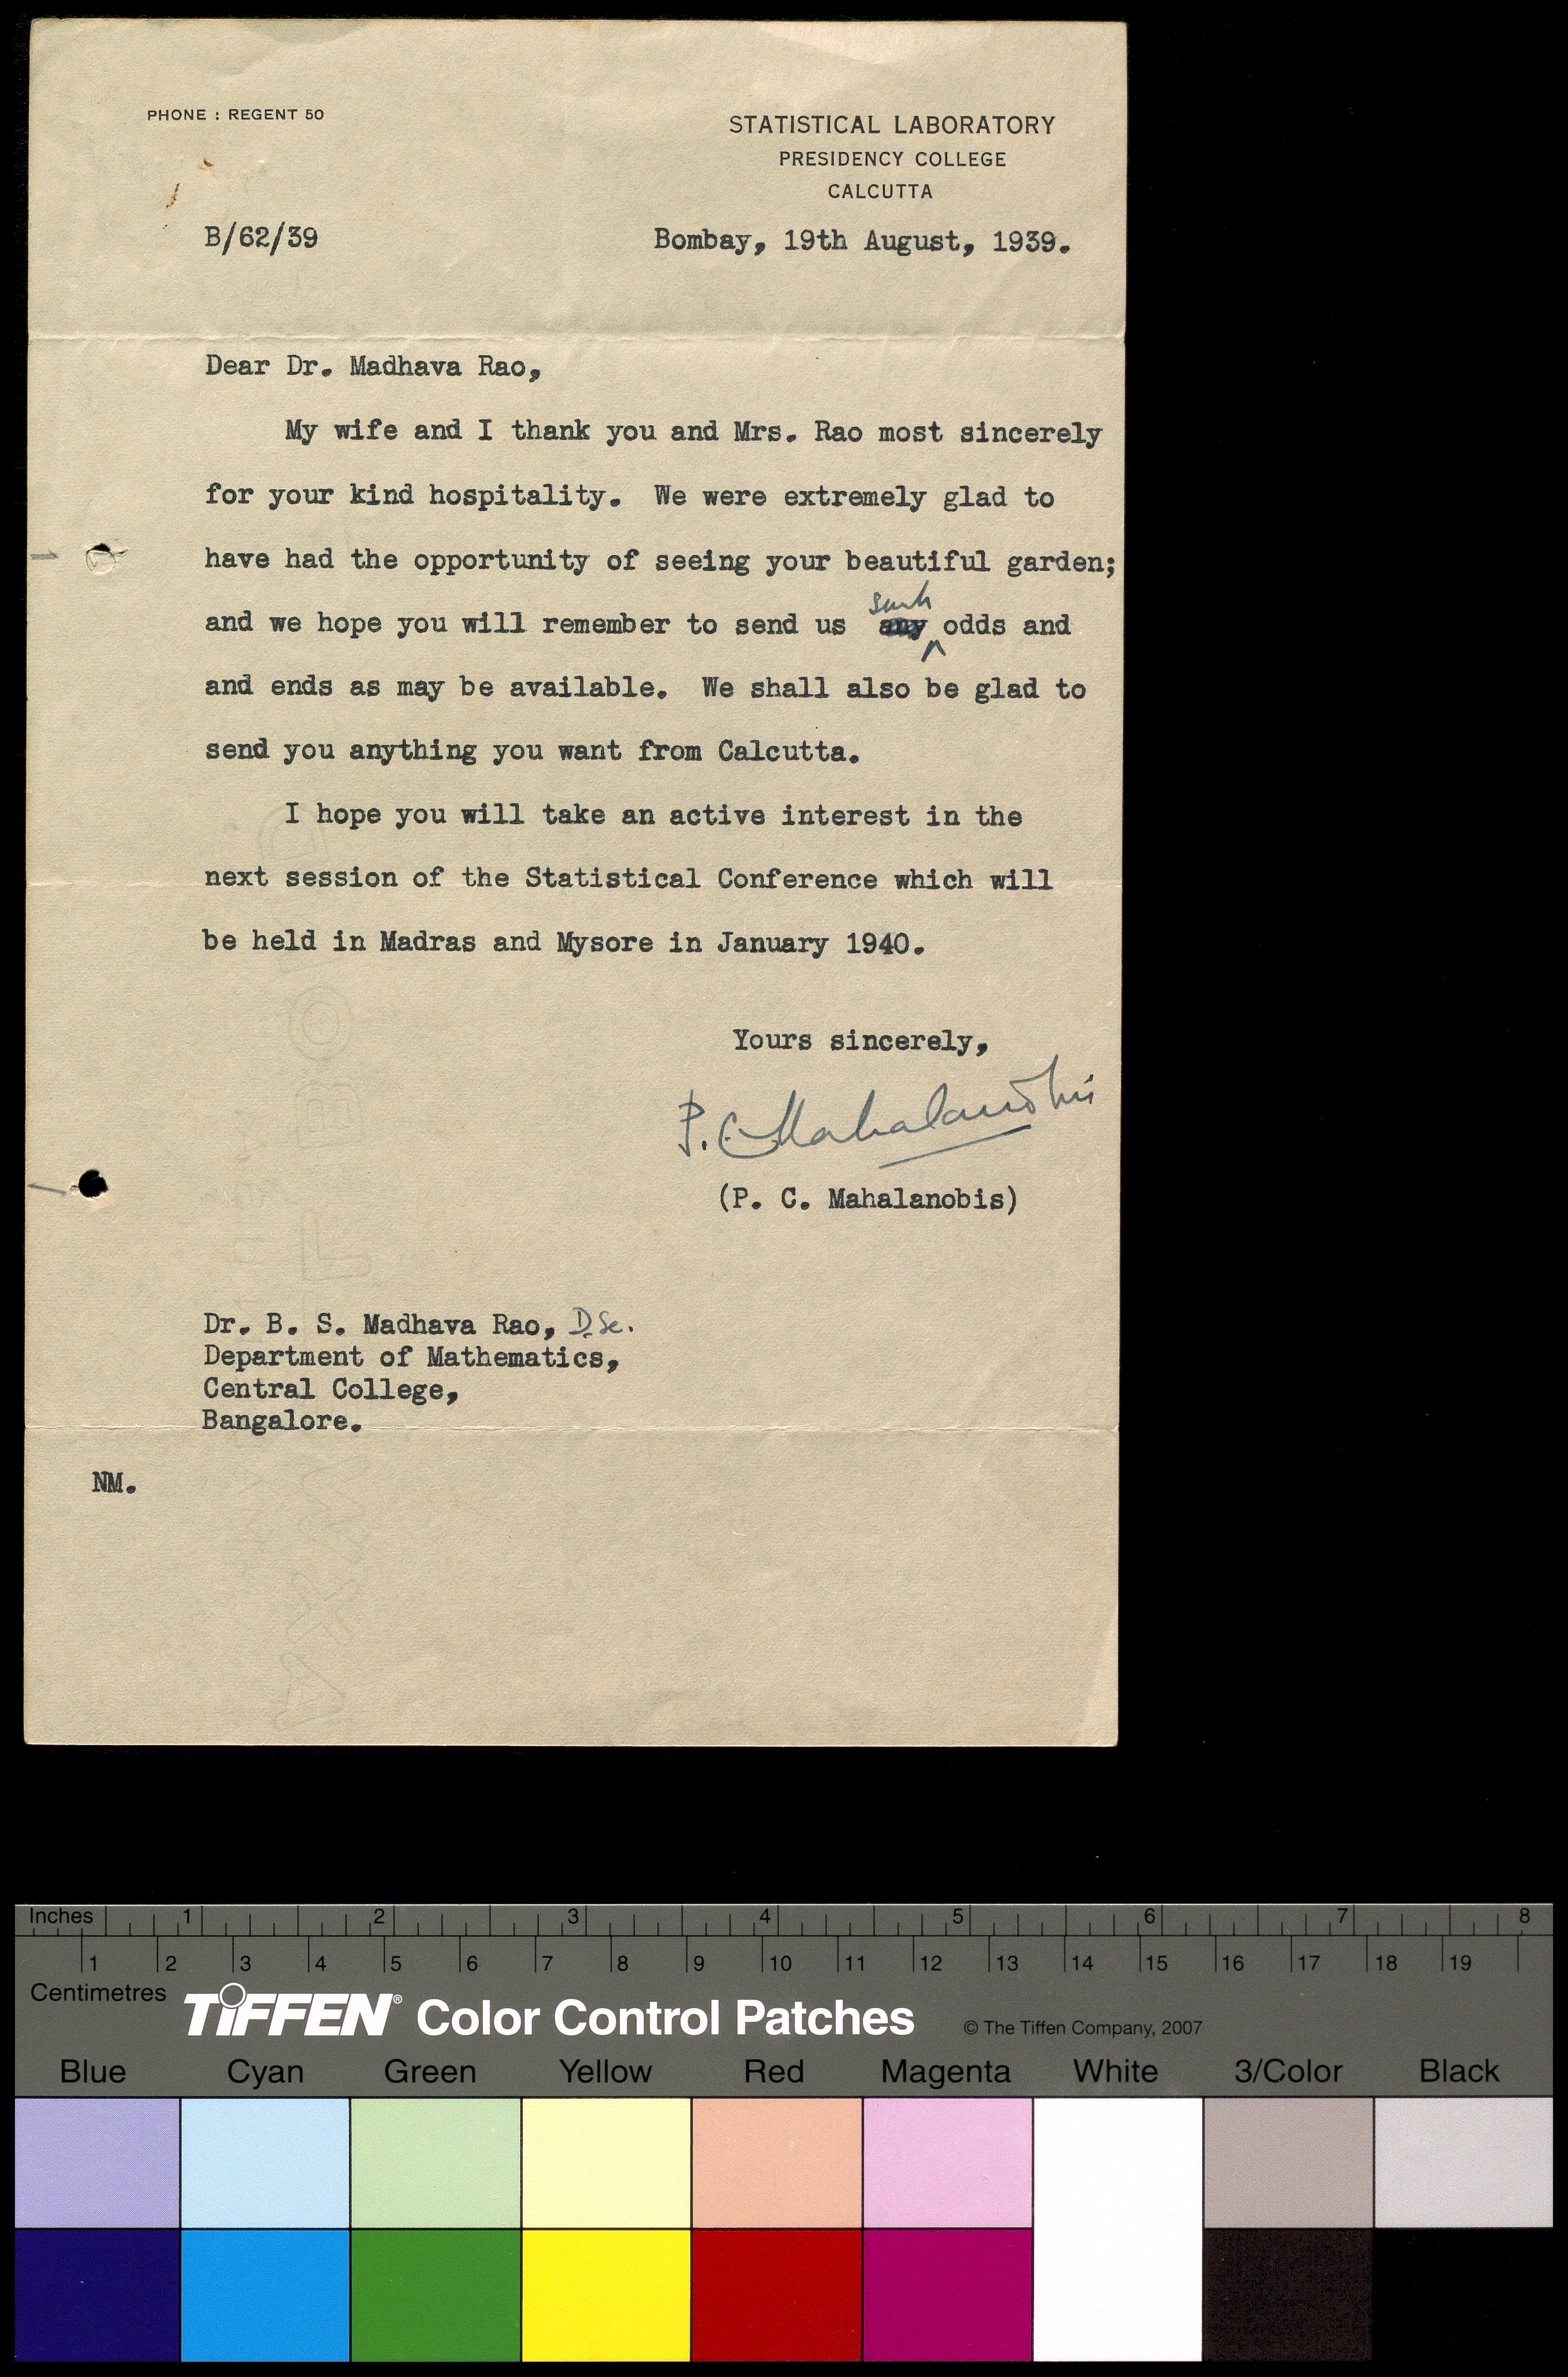 PHONE : REGENT 50
STATISTICAL LABORATORY
PRESIDENCY COLLEGE
CALCUTTA
B/62/39
Bombay, 19th August, 1939.
Dear Dr. Madhava Rao,
My wife and I thank you and Mrs. Rao most sincerely
for your kind hospitality. We were extremely glad to
have had the opportunity of seeing your beautiful garden;
and we hope you will remember to send us such odds and
and ends as may be available. We shall also be glad to
send you anything you want from Calcutta.
I hope you will take an active interest in the
next session of the Statistical Conference which will
be held in Madras and Mysore in January 1940.
Yours sincerely,
P. C. Mahalanobis
(P. C. Mahalanobis)
Dr. B. S. Madhava Rao, D.Sc.
Department of Mathematics,
Central College,
Bangalore.
NM.
Inches 1 2 3 4 5 6 7 8
1 2 3 4 5 6 7 8 9 10 11 12 13 14 15 16 17 18 19
Centimetres
TIFFEN® Color Control Patches © The Tiffen Company, 2007
Blue Cyan Green Yellow Red Magenta White 3/Color Black